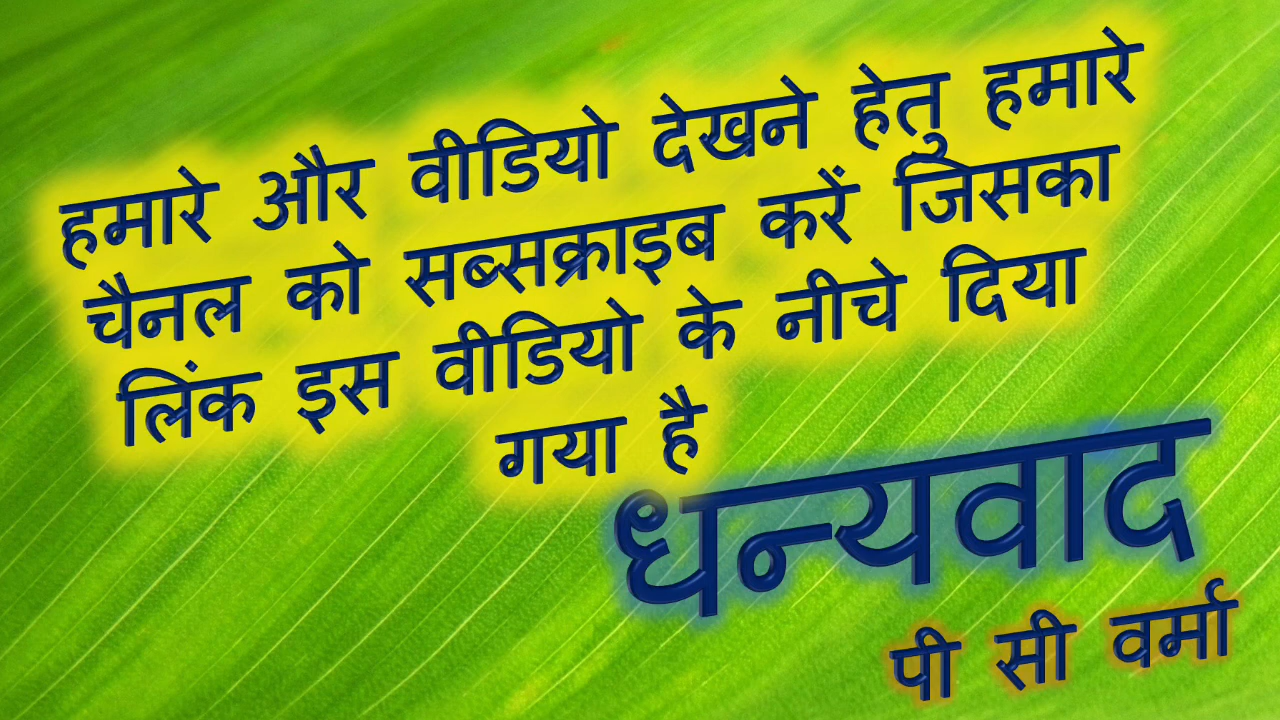 हमारे और वीडियो देखने हेतु हमारे
चैनल को सब्सक्राइब करें जिसका
लिंक इस वीडियो के नीचे दिया
गया है
धन्यवाद
पी सी वर्मा